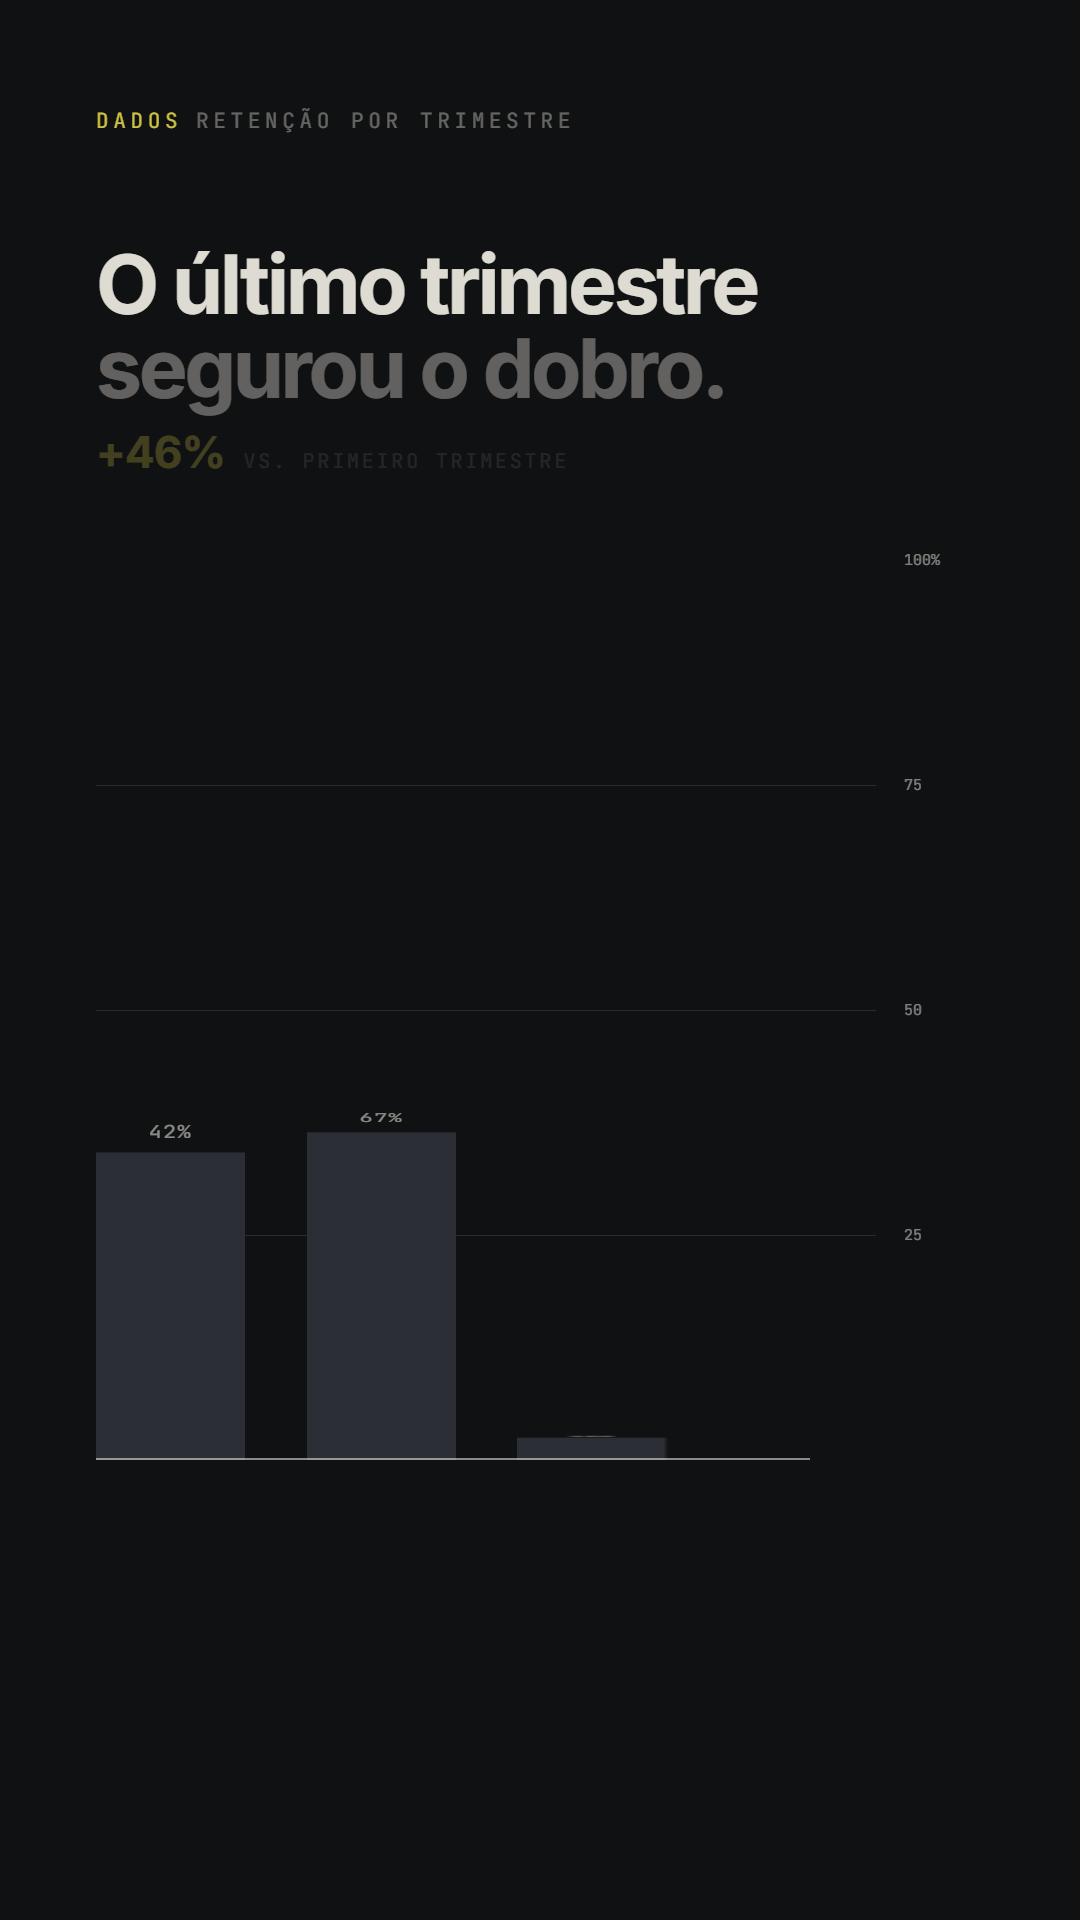 DADOS RETENÇÃO POR TRIMESTRE
O último trimestre
segurou o dobro.
+46% VS. PRIMEIRO TRIMESTRE
100%
75
50
67%
42%
25